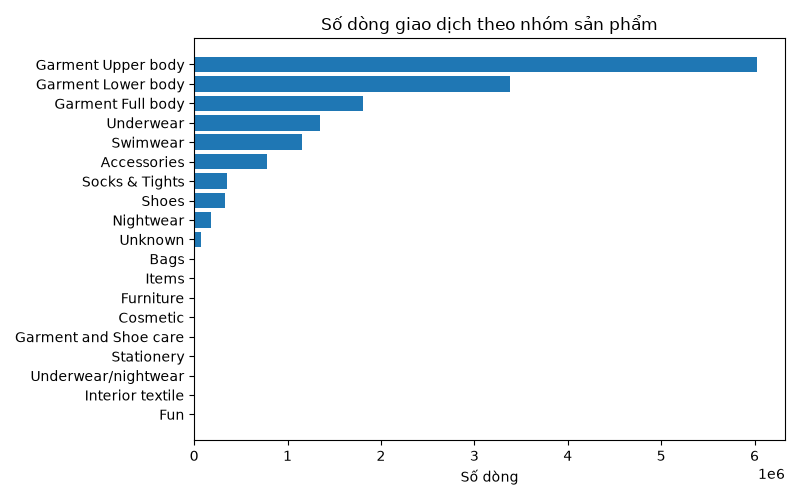 Số dòng giao dịch theo nhóm sản phẩm
Garment Upper body
Garment Lower body
Garment Full body
Underwear
Swimwear
Accessories
Socks & Tights
Shoes
Nightwear
Unknown
Bags
Items
Furniture
Cosmetic
Garment and Shoe care
Stationery
Underwear/nightwear
Interior textile
Fun
0 1 2 3 4 5 6
1e6
Số dòng